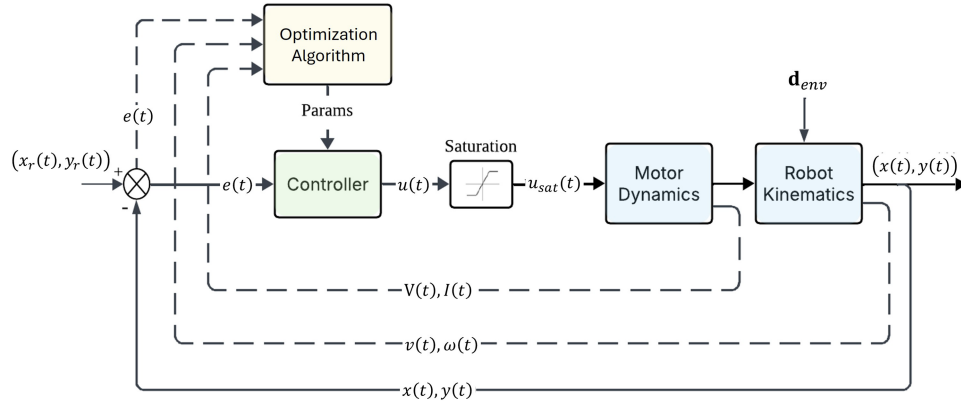 Optimization
Algorithm
Params
e(t)
d_env
(x_r(t), y_r(t))
+
-
e(t)
Controller
u(t)
Saturation
u_sat(t)
Motor
Dynamics
Robot
Kinematics
(x(t), y(t))
V(t), I(t)
v(t), ω(t)
x(t), y(t)